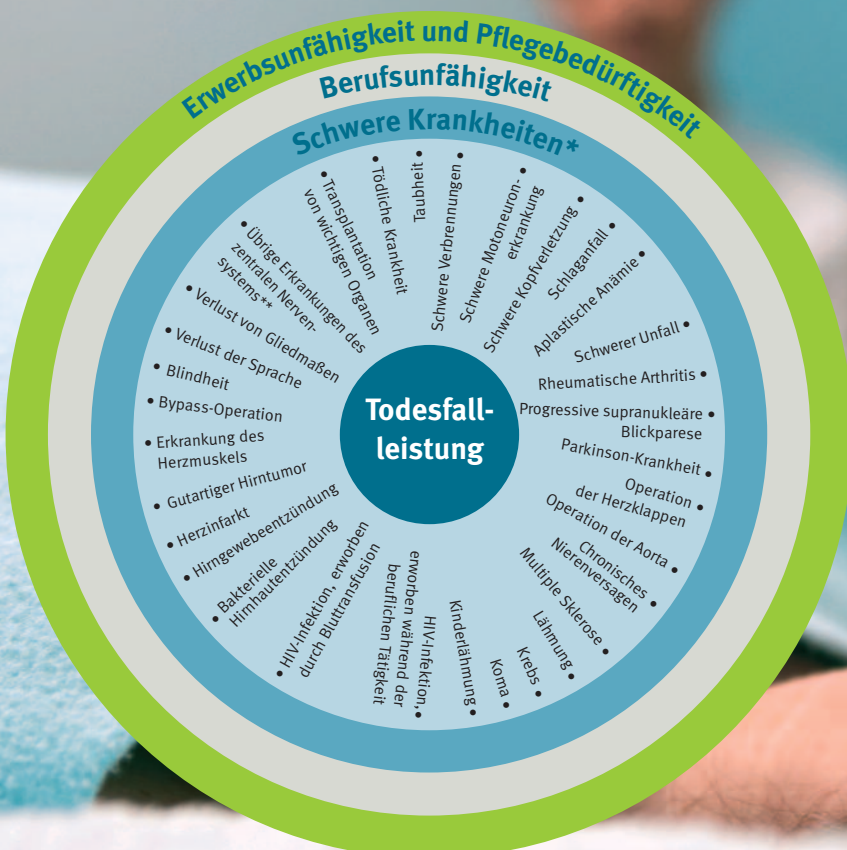 Erwerbsunfähigkeit und Pflegebedürftigkeit
Berufsunfähigkeit
Schwere Krankheiten*
• Taubheit
Schwere Verbrennungen •
Schwere Motoneuron- •
erkrankung
Schwere Kopfverletzung •
Schlaganfall •
Aplastische Anämie •
Schwerer Unfall •
Rheumatische Arthritis •
Progressive supranukleäre •
Blickparese
Parkinson-Krankheit •
Operation •
der Herzklappen
Operation der Aorta •
Chronisches •
Nierenversagen
Multiple Sklerose •
Lähmung •
Krebs •
Koma •
Kinderlähmung •
HIV-Infektion, •
erworben während der
beruflichen Tätigkeit
• HIV-Infektion, erworben
durch Bluttransfusion
• Bakterielle
Hirnhautentzündung
• Hirngewebeentzündung
• Herzinfarkt
• Gutartiger Hirntumor
• Erkrankung des
Herzmuskels
• Bypass-Operation
• Blindheit
• Verlust der Sprache
• Verlust von Gliedmaßen
• Übrige Erkrankungen des
zentralen Nerven-
systems**
• Transplantation
von wichtigen Organen
• Tödliche Krankheit
Todesfall-
leistung